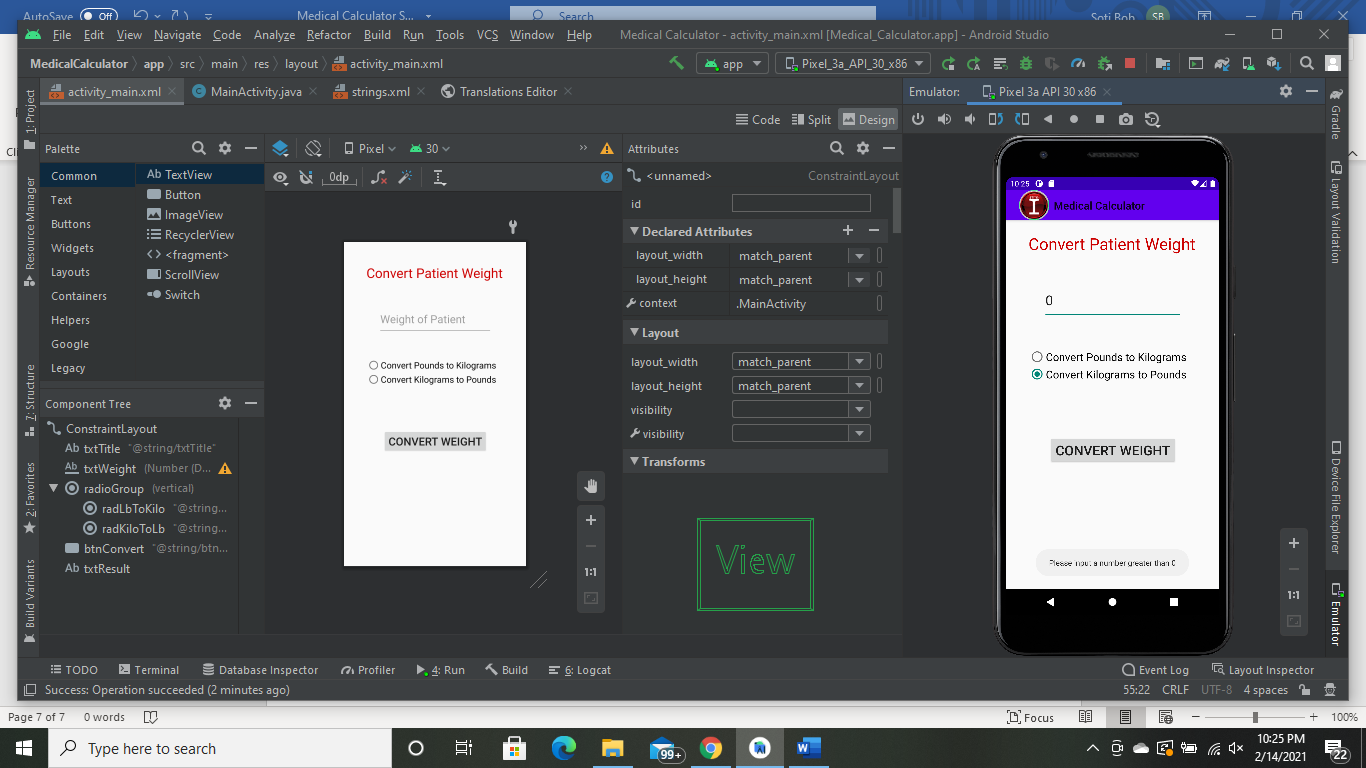 AutoSave Off Medical Calculator S... Search Soti Rob SB
File Edit View Navigate Code Analyze Refactor Build Run Tools VCS Window Help Medical Calculator - activity_main.xml [Medical_Calculator.app] - Android Studio
MedicalCalculator app src main res layout activity_main.xml app Pixel_3a_API_30_x86
activity_main.xml MainActivity.java strings.xml Translations Editor Emulator: Pixel 3a API 30 x86
Code Split Design
Palette Pixel 30 Attributes
Common Ab TextView 0dp <unnamed> ConstraintLayout
Text Button id
Buttons ImageView
Widgets RecyclerView
Layouts <fragment>
Containers ScrollView
Helpers Switch
Google
Legacy
Declared Attributes
layout_width match_parent
layout_height match_parent
context .MainActivity
Layout
layout_width match_parent
layout_height match_parent
visibility
visibility
Transforms
View
Convert Patient Weight
Weight of Patient
Convert Pounds to Kilograms
Convert Kilograms to Pounds
CONVERT WEIGHT
1:1
Component Tree
ConstraintLayout
Ab txtTitle "@string/txtTitle"
Ab txtWeight (Number (D...
radioGroup (vertical)
radLbToKilo "@string...
radKiloToLb "@string...
btnConvert "@string/btn...
Ab txtResult
10:25
Medical Calculator
Convert Patient Weight
0
Convert Pounds to Kilograms
Convert Kilograms to Pounds
CONVERT WEIGHT
Please input a number greater than 0
1:1
1: Project
Resource Manager
7: Structure
2: Favorites
Build Variants
Gradle
Layout Validation
Device File Explorer
Emulator
TODO Terminal Database Inspector Profiler 4: Run Build 6: Logcat Event Log Layout Inspector
Success: Operation succeeded (2 minutes ago) 55:22 CRLF UTF-8 4 spaces
Page 7 of 7 0 words Focus 100%
Type here to search 99+ 10:25 PM
2/14/2021 22